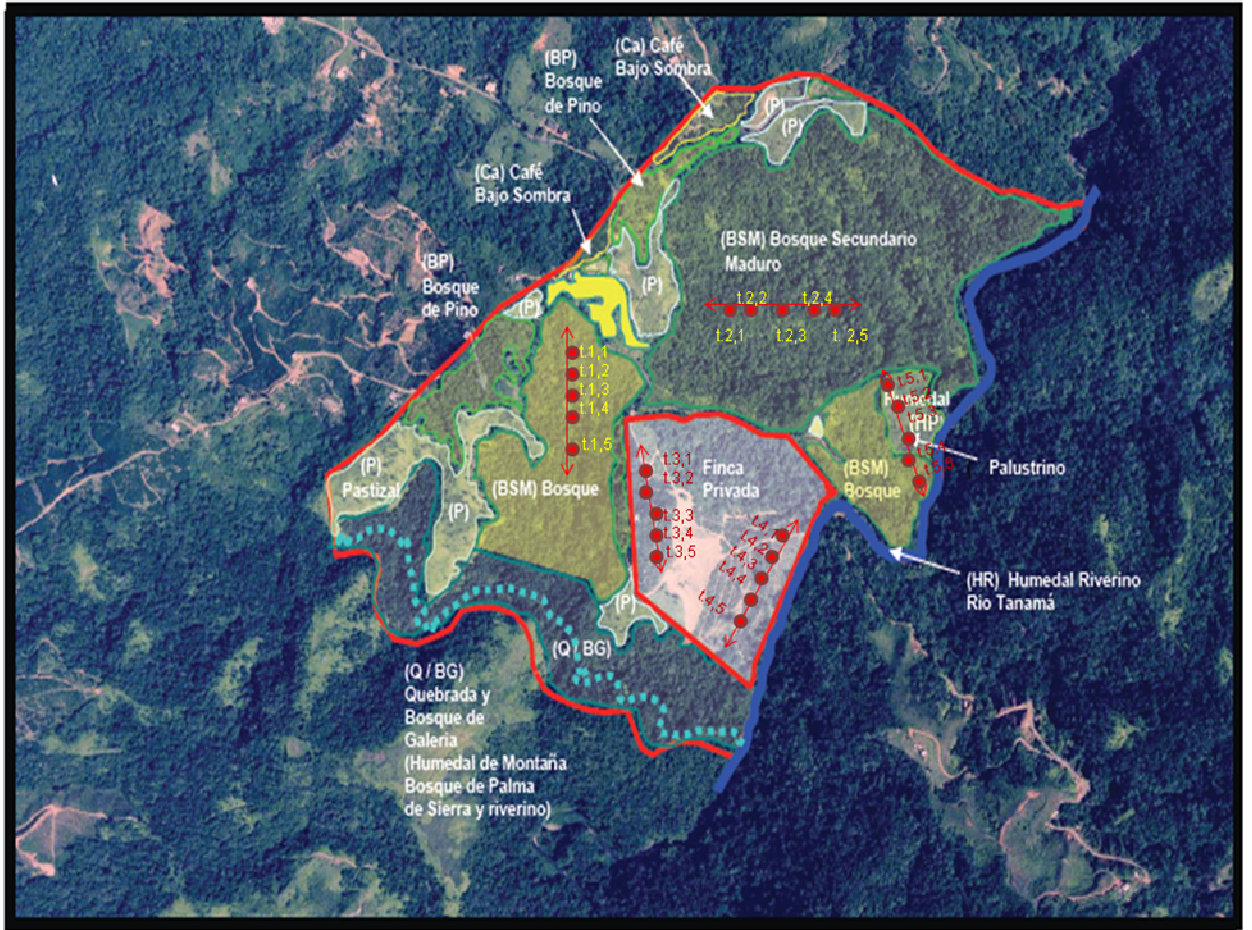 (Ca) Café
Bajo Sombra
(BP)
Bosque
de Pino
(P)
(P)
(Ca) Café
Bajo Sombra
(BSM) Bosque Secundario
Maduro
(BP)
Bosque
de Pino
(P)
(P)
t.2,2
t.2,4
t.2,1
t.2,3
t. 2,5
t.1,1
t.1,2
t.1,3
t.1,4
t.1,5
t.5,1
Humedal
(HP)
Palustrino
(P)
Pastizal
(BSM) Bosque
(P)
t.3,1
t.3,2
t.3,3
t.3,4
t.3,5
Finca
Privada
(BSM)
Bosque
t.4,2
t.4,3
t.4,4
t.4,5
(HR) Humedal Riverino
Rio Tanamá
(P)
(Q / BG)
(Q / BG)
Quebrada y
Bosque de
Galeria
(Humedal de Montaña
Bosque de Palma
de Sierra y riverino)